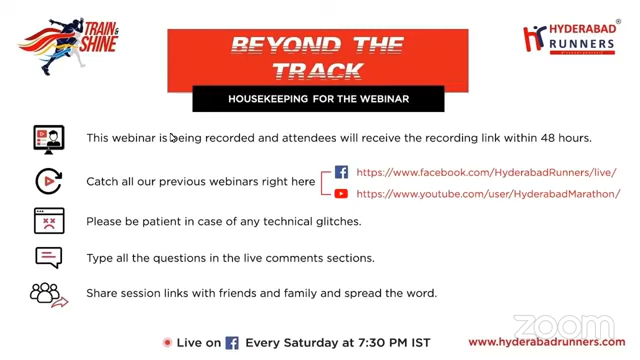 TRAIN &
SHINE
BEYOND THE
TRACK
HYDERABAD
RUNNERS
HOUSEKEEPING FOR THE WEBINAR
This webinar is being recorded and attendees will receive the recording link within 48 hours.
Catch all our previous webinars right here
https://www.facebook.com/HyderabadRunners/live/
https://www.youtube.com/user/HyderabadMarathon/
Please be patient in case of any technical glitches.
Type all the questions in the live comments sections.
Share session links with friends and family and spread the word.
zoom
Live on Every Saturday at 7:30 PM IST
www.hyderabadrunners.com